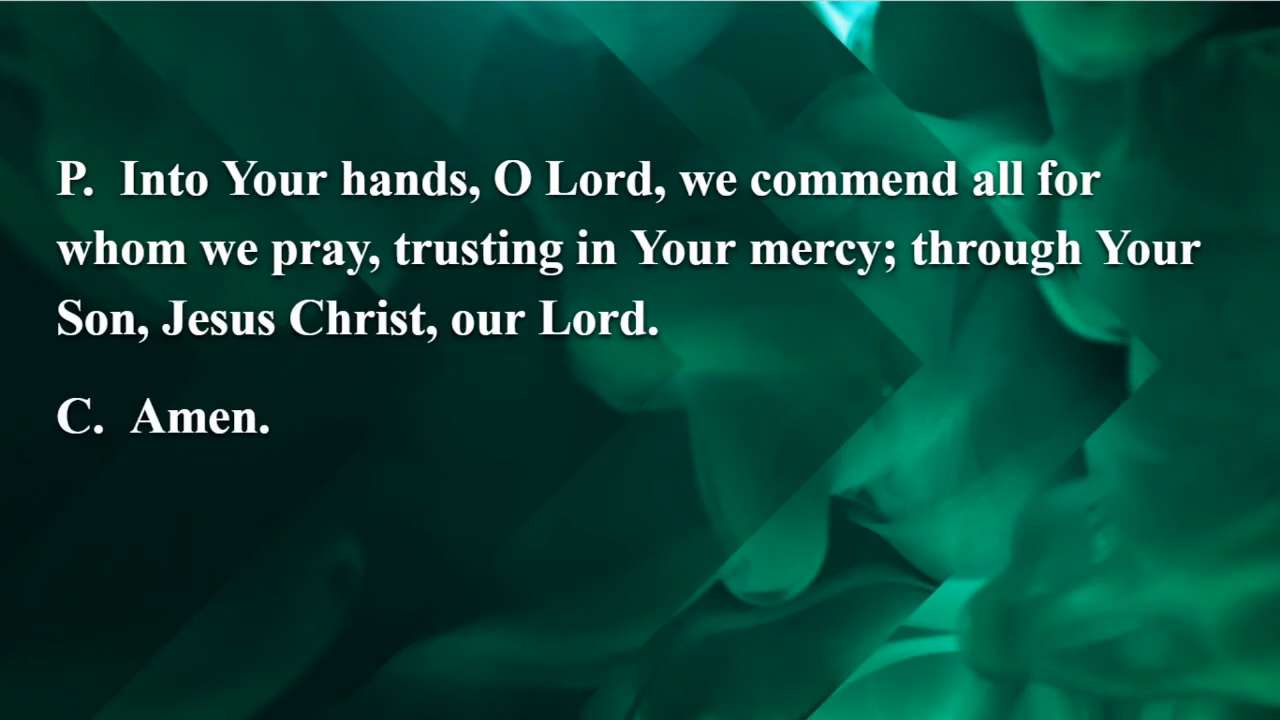 P.  Into Your hands, O Lord, we commend all for
whom we pray, trusting in Your mercy; through Your
Son, Jesus Christ, our Lord.
C.  Amen.